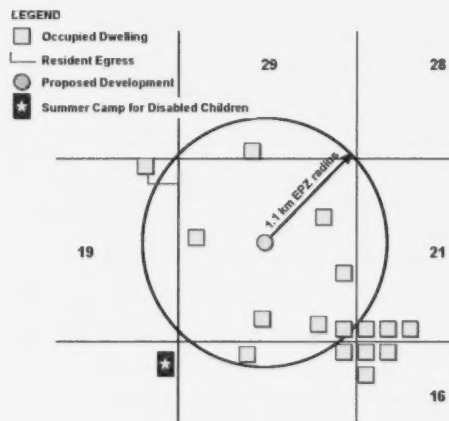 LEGEND
Occupied Dwelling
Resident Egress
Proposed Development
Summer Camp for Disabled Children
29
28
1.1 km EPZ radius
19
21
16